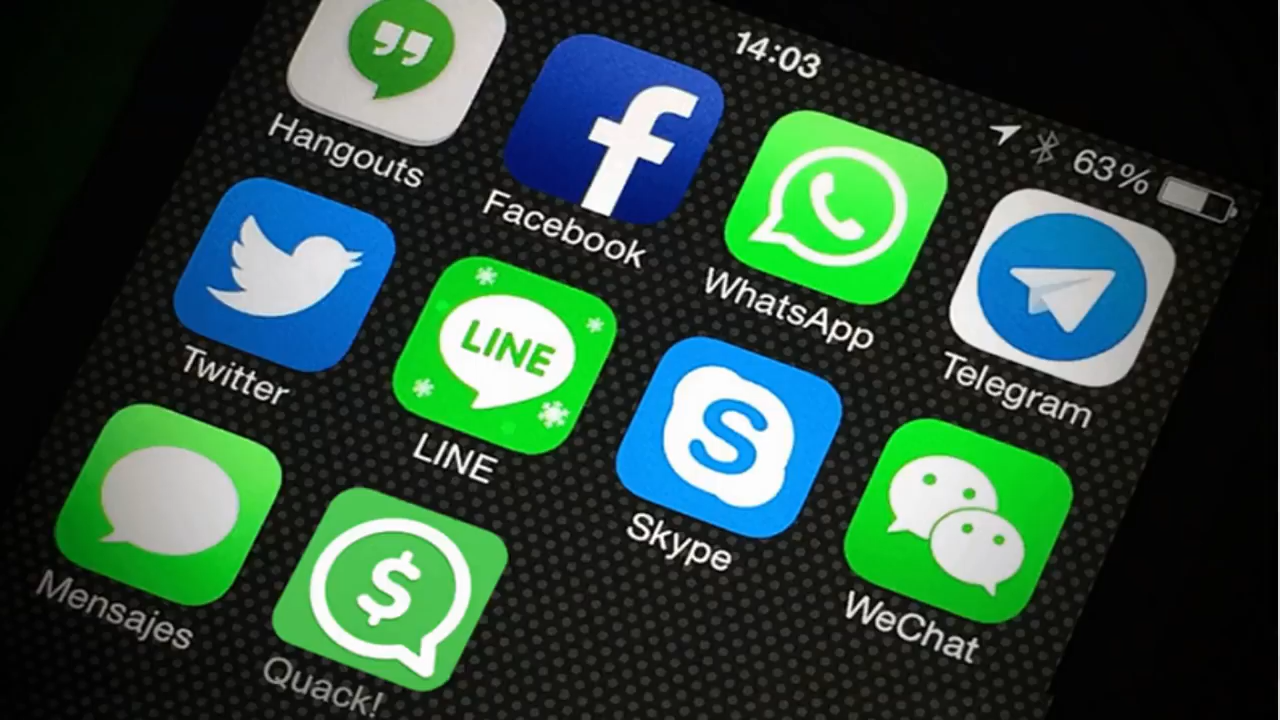 14:03
63%
Hangouts
Facebook
WhatsApp
Telegram
Twitter
LINE
LINE
Skype
WeChat
Mensajes
$
Quack!